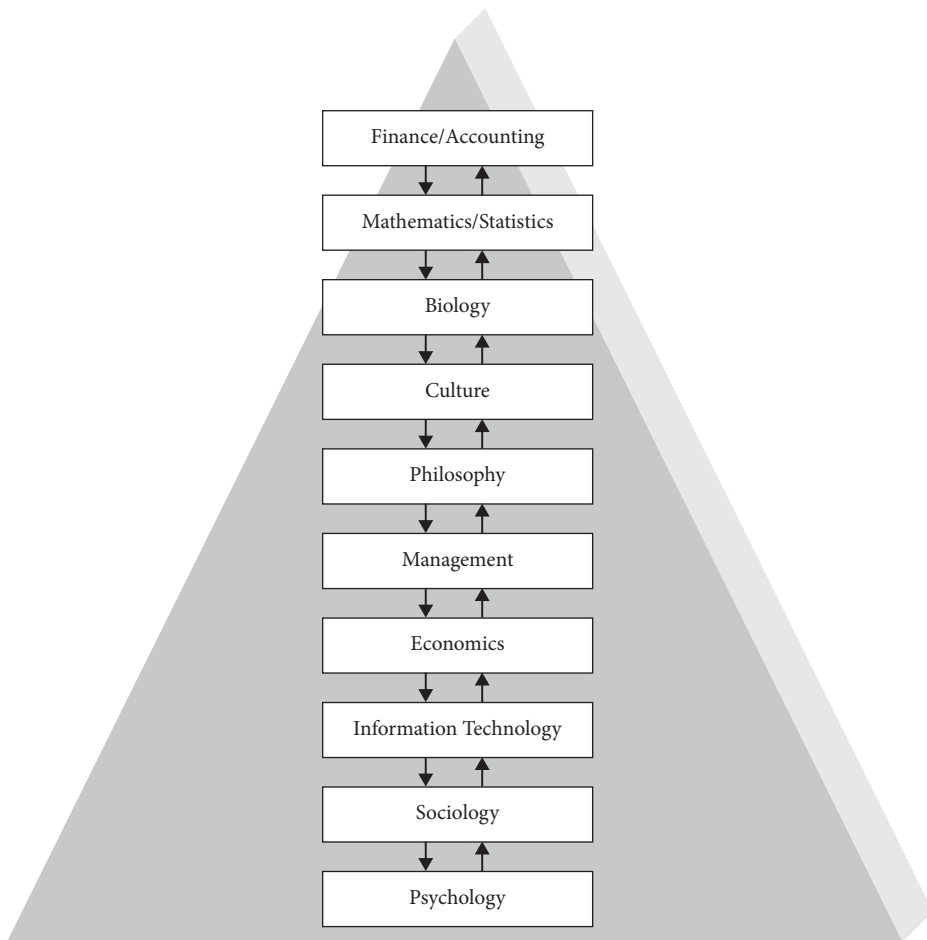 Finance/Accounting
Mathematics/Statistics
Biology
Culture
Philosophy
Management
Economics
Information Technology
Sociology
Psychology